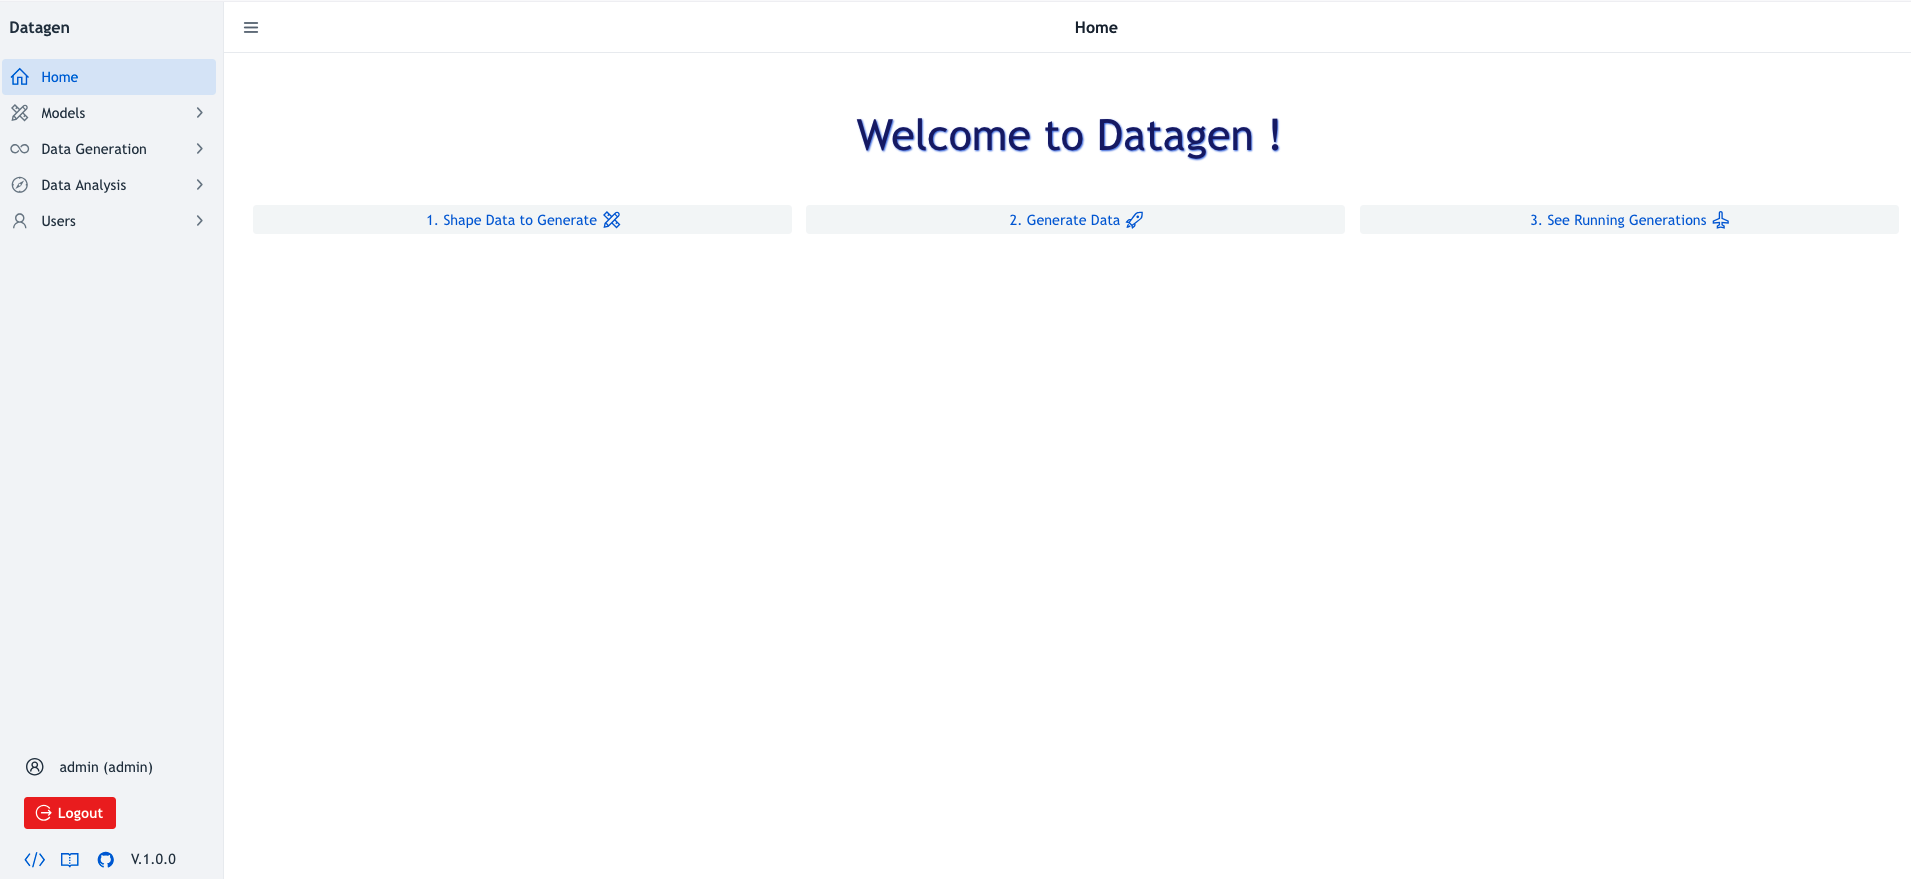 Datagen
Home
Models
Data Generation
Data Analysis
Users
admin (admin)
Logout
V.1.0.0
Home
Welcome to Datagen !
1. Shape Data to Generate
2. Generate Data
3. See Running Generations